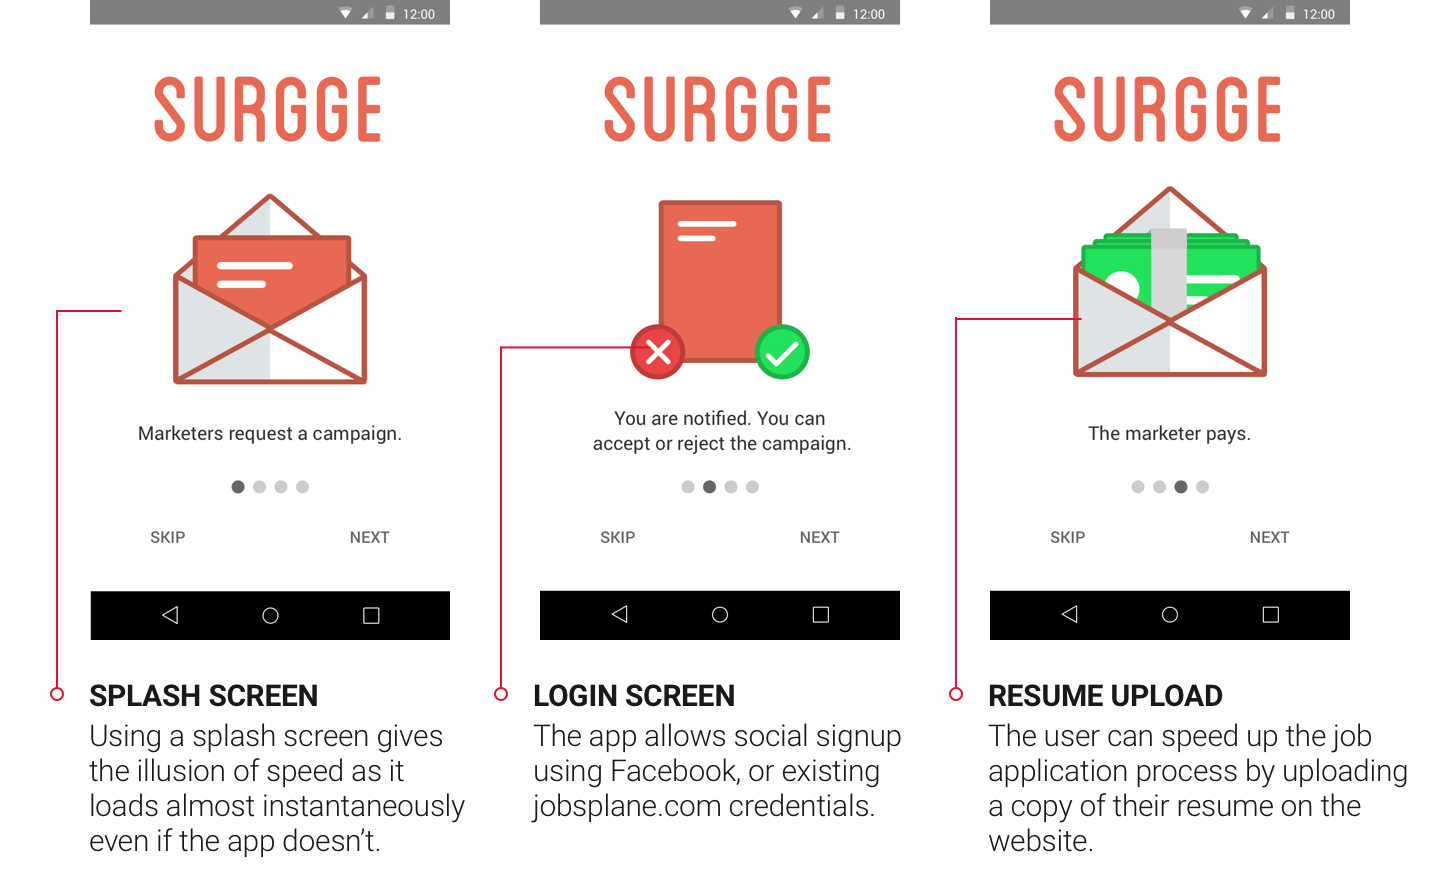 12:00
SURGGE
Marketers request a campaign.
SKIP NEXT
SPLASH SCREEN
Using a splash screen gives
the illusion of speed as it
loads almost instantaneously
even if the app doesn't.
12:00
SURGGE
You are notified. You can
accept or reject the campaign.
SKIP NEXT
LOGIN SCREEN
The app allows social signup
using Facebook, or existing
jobsplane.com credentials.
12:00
SURGGE
The marketer pays.
SKIP NEXT
RESUME UPLOAD
The user can speed up the job
application process by uploading
a copy of their resume on the
website.